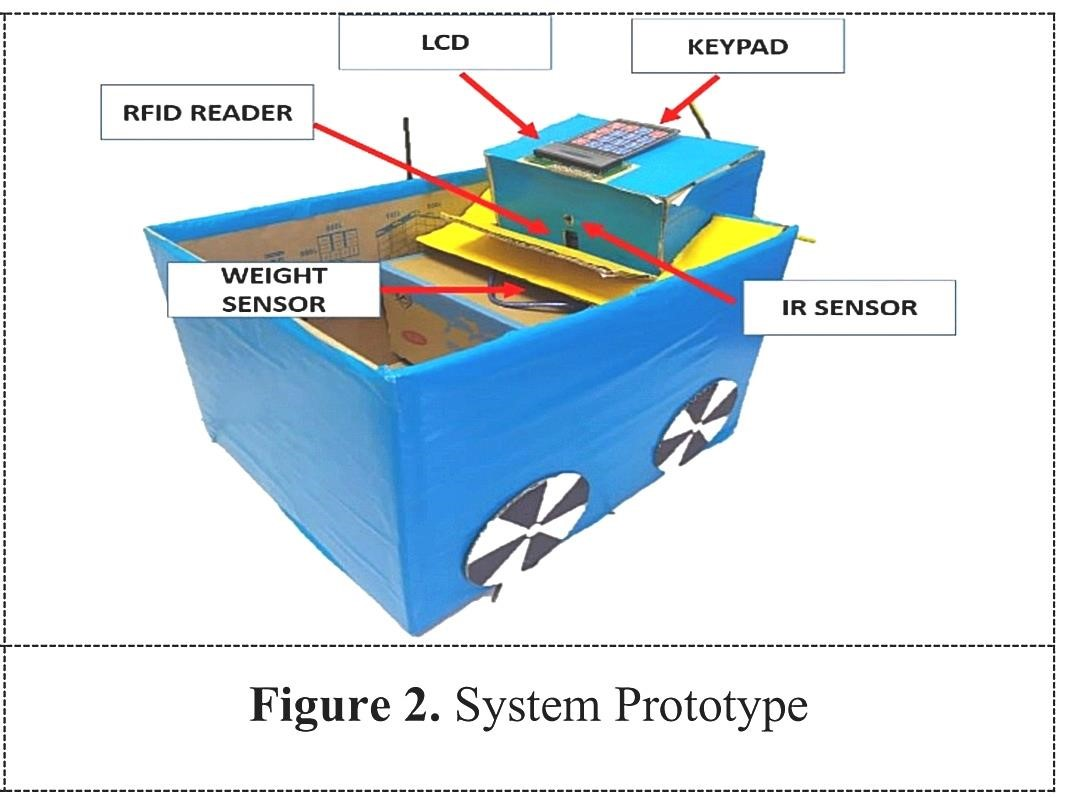 LCD
KEYPAD
RFID READER
WEIGHT
SENSOR
IR SENSOR
Figure 2. System Prototype